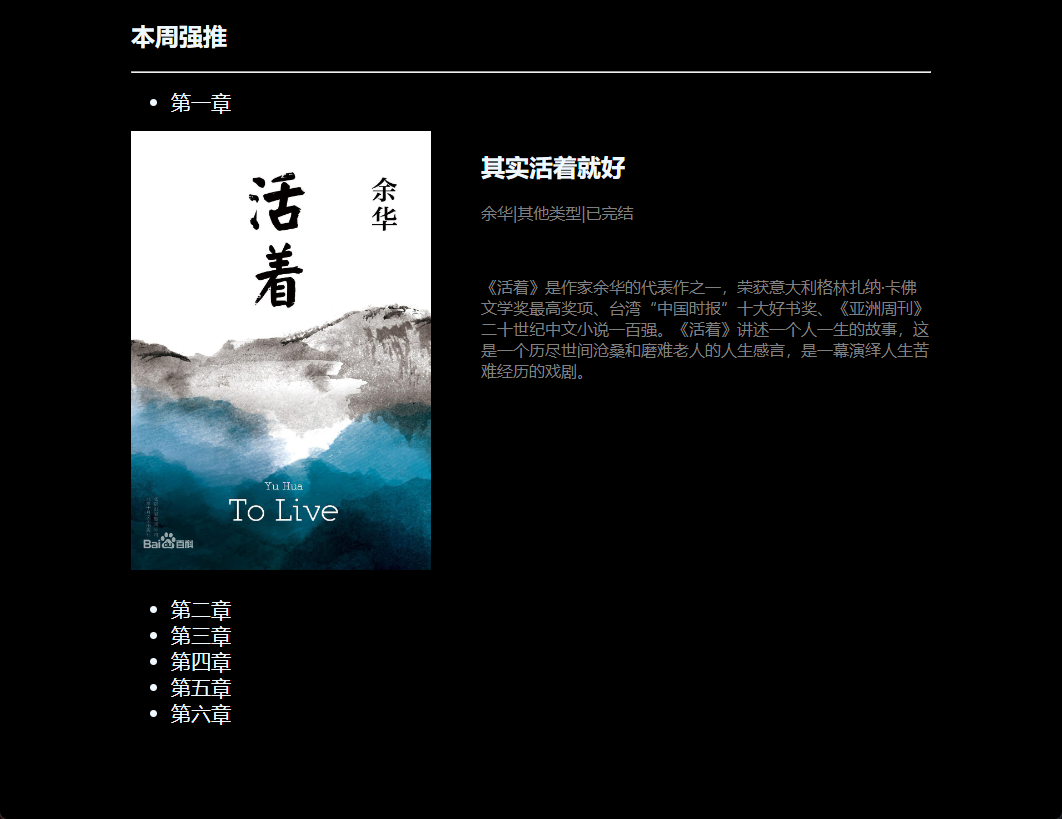 本周强推
第一章
活着
余华
Yu Hua
To Live
Bai百科
其实活着就好
余华|其他类型|已完结
《活着》是作家余华的代表作之一，荣获意大利格林扎纳·卡佛
文学奖最高奖项、台湾“中国时报”十大好书奖、《亚洲周刊》
二十世纪中文小说一百强。《活着》讲述一个人一生的故事，这
是一个历尽世间沧桑和磨难老人的人生感言，是一幕演绎人生苦
难经历的戏剧。
第二章
第三章
第四章
第五章
第六章